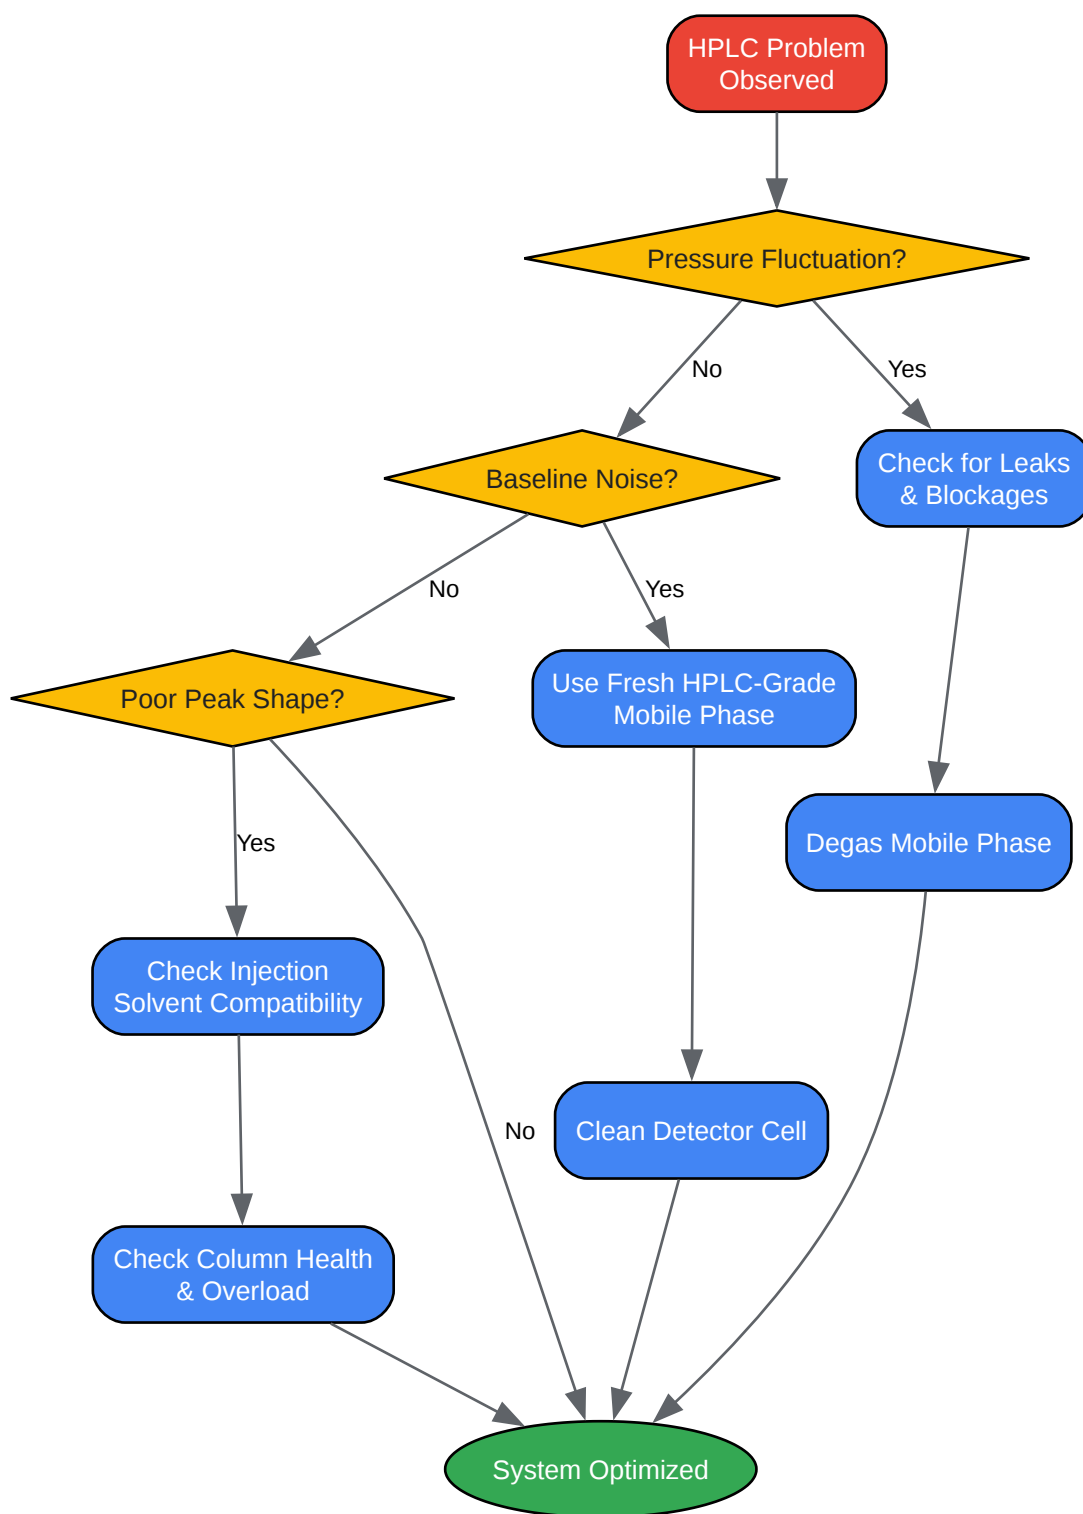 HPLC Problem
Observed
Pressure Fluctuation?
No
Yes
Baseline Noise?
Check for Leaks
& Blockages
No
Yes
Poor Peak Shape?
Use Fresh HPLC-Grade
Mobile Phase
Yes
Degas Mobile Phase
Check Injection
Solvent Compatibility
No
Clean Detector Cell
Check Column Health
& Overload
System Optimized